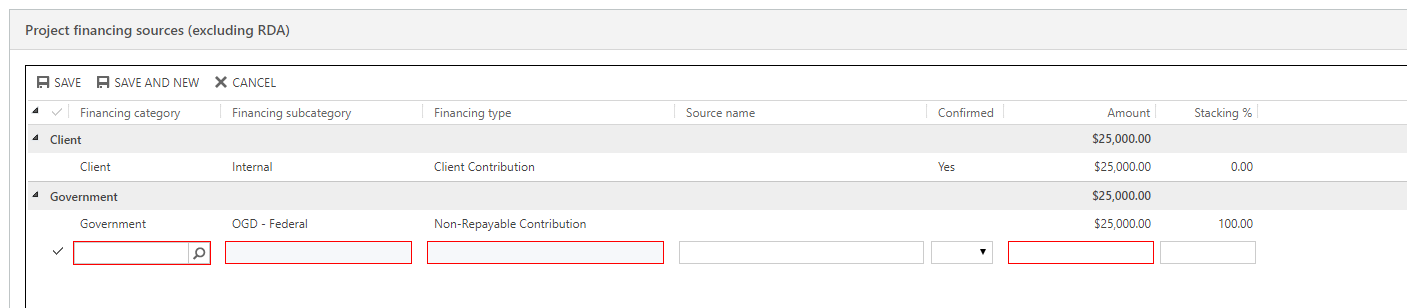 Project financing sources (excluding RDA)
SAVE SAVE AND NEW CANCEL
Financing category Financing subcategory Financing type Source name Confirmed Amount Stacking %
Client $25,000.00
Client Internal Client Contribution Yes $25,000.00 0.00
Government $25,000.00
Government OGD - Federal Non-Repayable Contribution $25,000.00 100.00